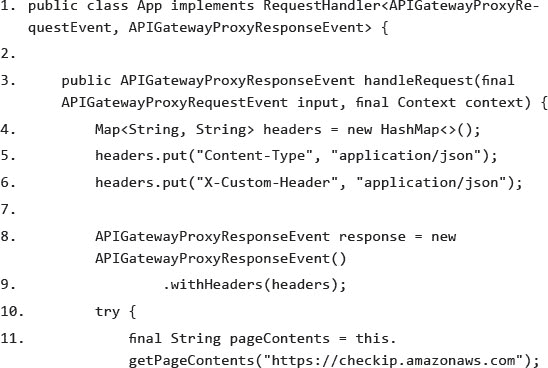 1. public class App implements RequestHandler<APIGatewayProxyRe-
questEvent, APIGatewayProxyResponseEvent> {
2.
3. public APIGatewayProxyResponseEvent handleRequest(final
APIGatewayProxyRequestEvent input, final Context context) {
4. Map<String, String> headers = new HashMap<>();
5. headers.put("Content-Type", "application/json");
6. headers.put("X-Custom-Header", "application/json");
7.
8. APIGatewayProxyResponseEvent response = new
APIGatewayProxyResponseEvent()
9. .withHeaders(headers);
10. try {
11. final String pageContents = this.
getPageContents("https://checkip.amazonaws.com");